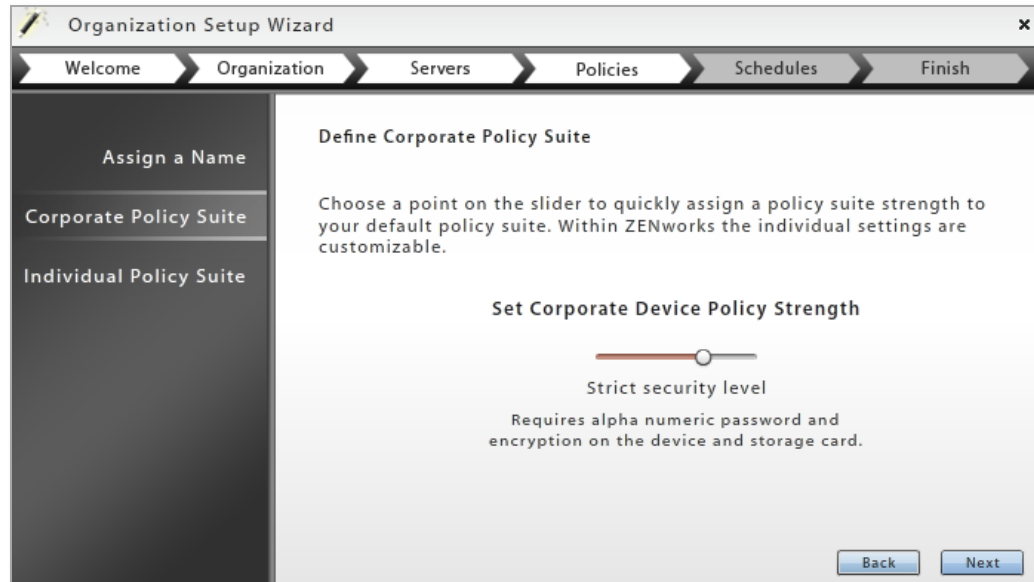 Organization Setup Wizard
Welcome
Organization
Servers
Policies
Schedules
Finish
Assign a Name
Corporate Policy Suite
Individual Policy Suite
Define Corporate Policy Suite
Choose a point on the slider to quickly assign a policy suite strength to
your default policy suite. Within ZENworks the individual settings are
customizable.
Set Corporate Device Policy Strength
Strict security level
Requires alpha numeric password and
encryption on the device and storage card.
Back
Next